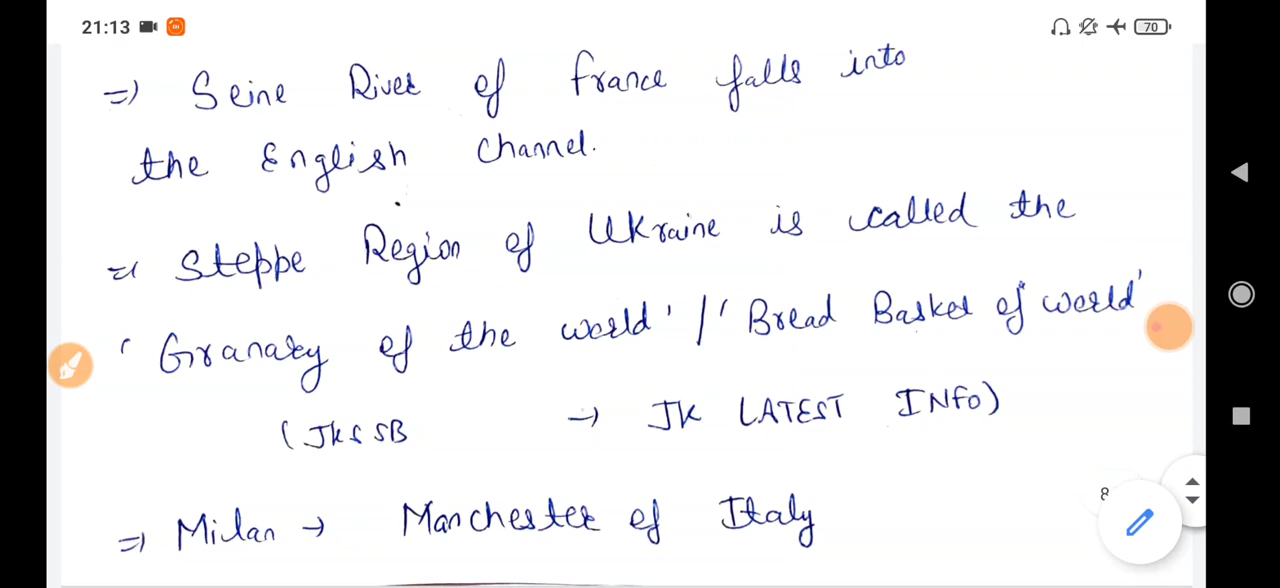 21:13 70
=) Seine River of france falls into
the English Channel.
=) Steppe Region of Ukraine is called the
'Granary of the world' / 'Bread Basket of world'
(JKSSB → JK LATEST INFO)
=) Milan → Manchester of Italy
8